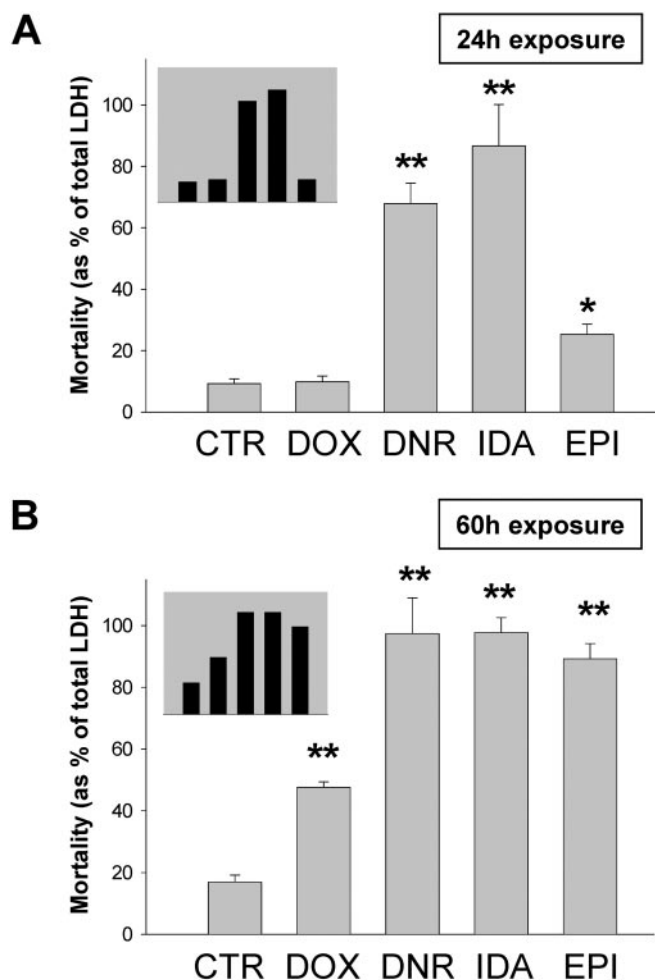 A
24h exposure
Mortality (as % of total LDH)
100
80
60
40
20
0
**
**
*
CTR DOX DNR IDA EPI
B
60h exposure
Mortality (as % of total LDH)
100
80
60
40
20
0
**
**
**
**
CTR DOX DNR IDA EPI